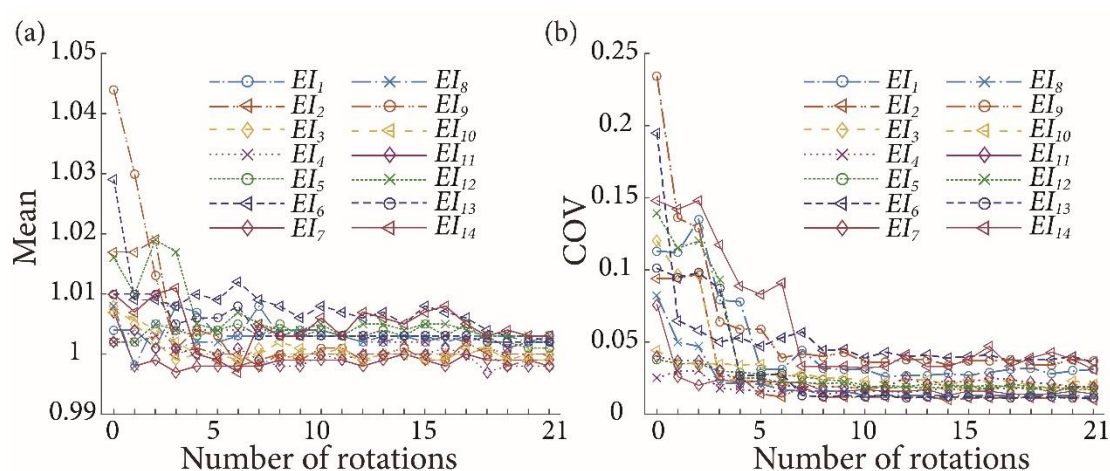 (a)
1.05
1.04
1.03
1.02
1.01
1
0.99
Mean
EI₁ EI₈
EI₂ EI₉
EI₃ EI₁₀
EI₄ EI₁₁
EI₅ EI₁₂
EI₆ EI₁₃
EI₇ EI₁₄
0 5 10 15 21
Number of rotations
(b)
0.25
0.2
0.15
0.1
0.05
0
COV
EI₁ EI₈
EI₂ EI₉
EI₃ EI₁₀
EI₄ EI₁₁
EI₅ EI₁₂
EI₆ EI₁₃
EI₇ EI₁₄
0 5 10 15 21
Number of rotations